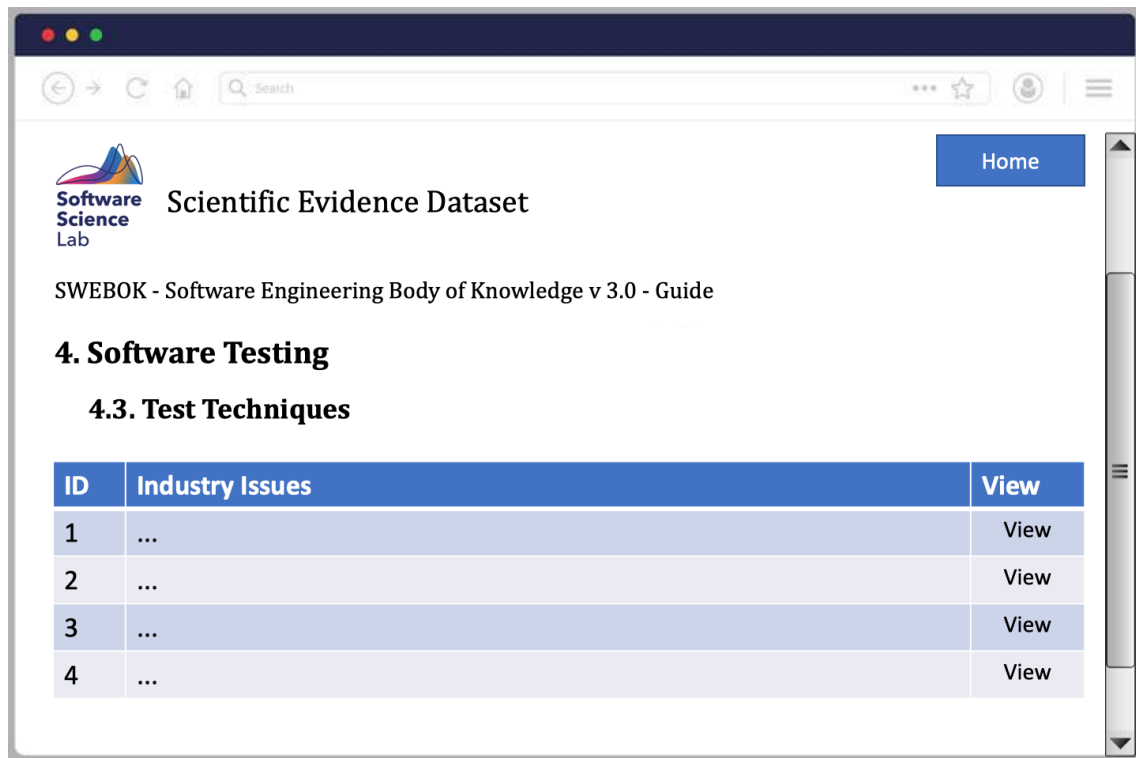 Search
Home
Software
Science
Lab
Scientific Evidence Dataset
SWEBOK - Software Engineering Body of Knowledge v 3.0 - Guide
4. Software Testing
4.3. Test Techniques
ID Industry Issues View
1 ... View
2 ... View
3 ... View
4 ... View